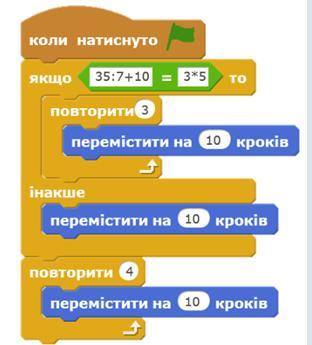 коли натиснуто
якщо 35:7+10 = 3*5 то
повторити 3
перемістити на 10 кроків
інакше
перемістити на 10 кроків
повторити 4
перемістити на 10 кроків